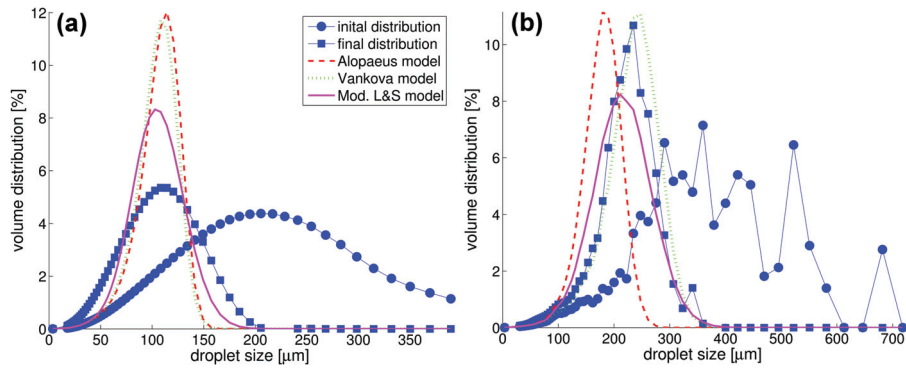 (a)
inital distribution
final distribution
Alopaeus model
Vankova model
Mod. L&S model
volume distribution [%]
12
10
8
6
4
2
0
0 50 100 150 200 250 300 350
droplet size [μm]
(b)
volume distribution [%]
10
8
6
4
2
0
0 100 200 300 400 500 600 700
droplet size [μm]